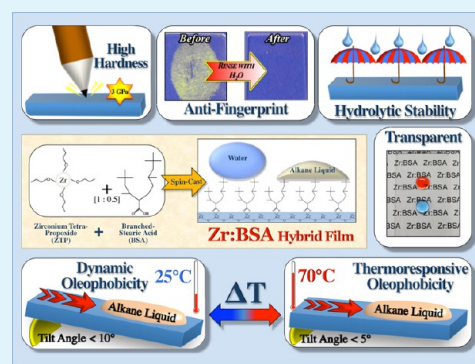 High
Hardness
3 GPa
Before
After
RINSE WITH
H₂O
Anti-Fingerprint
Hydrolytic Stability
Zr
[1 : 0.5]
Zirconium Tetra-
Propoxide
(ZTP)
+
Branched-
Stearic Acid
(BSA)
Spin-Cast
Water
Alkane Liquid
Zr:BSA Hybrid Film
Transparent
Zr:BSA Zr:BSA
Dynamic
Oleophobicity
25°C
Alkane Liquid
Tilt Angle < 10°
ΔT
70°C
Thermoresponsive
Oleophobicity
Alkane Liquid
Tilt Angle < 5°